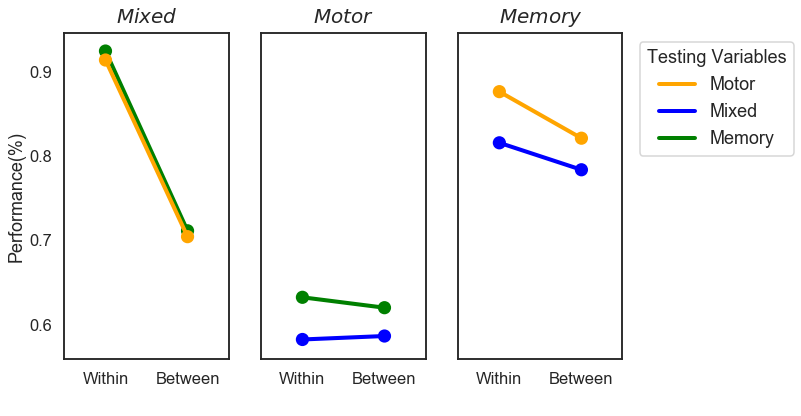 Mixed
Motor
Memory
Performance(%)
0.9
0.8
0.7
0.6
Within
Between
Within
Between
Within
Between
Testing Variables
Motor
Mixed
Memory